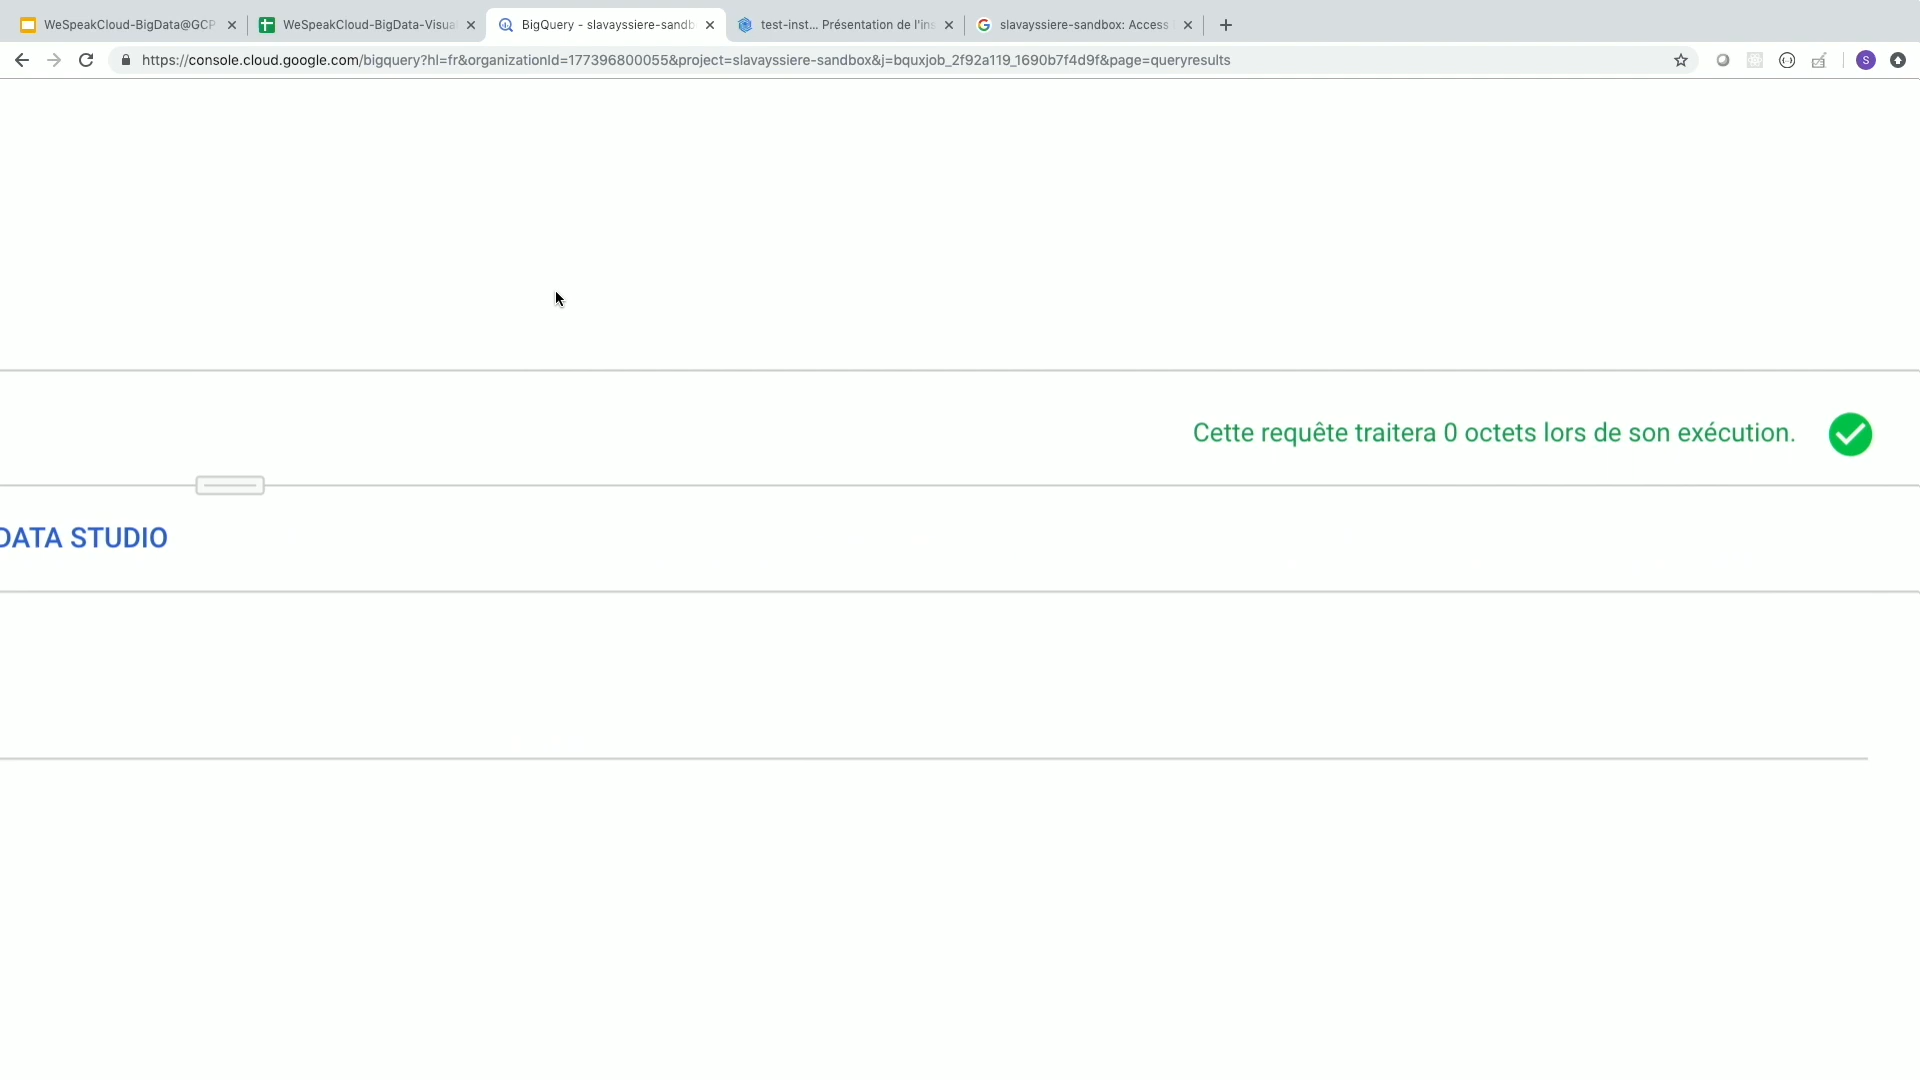 WeSpeakCloud-BigData@GCP
WeSpeakCloud-BigData-Visua
BigQuery - slavayssiere-sandb
test-inst... Présentation de l'ins
slavayssiere-sandbox: Access
https://console.cloud.google.com/bigquery?hl=fr&organizationId=177396800055&project=slavayssiere-sandbox&j=bquxjob_2f92a119_1690b7f4d9f&page=queryresults
S
Cette requête traitera 0 octets lors de son exécution.
DATA STUDIO